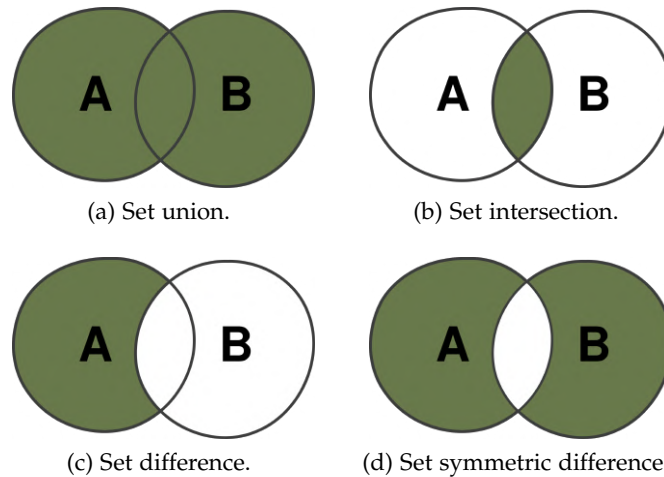 A B
A B
(a) Set union.
(b) Set intersection.
A B
A B
(c) Set difference.
(d) Set symmetric difference